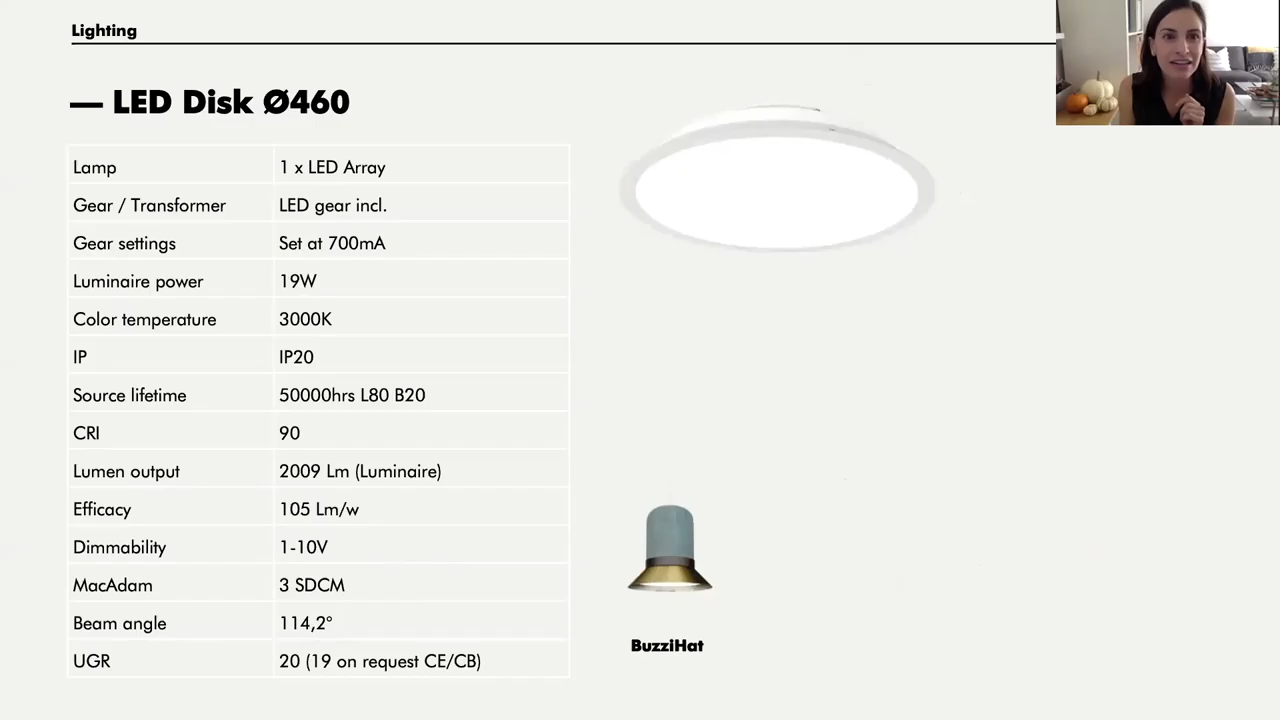 Lighting
— LED Disk Ø460
Lamp 1 x LED Array
Gear / Transformer LED gear incl.
Gear settings Set at 700mA
Luminaire power 19W
Color temperature 3000K
IP IP20
Source lifetime 50000hrs L80 B20
CRI 90
Lumen output 2009 Lm (Luminaire)
Efficacy 105 Lm/w
Dimmability 1-10V
MacAdam 3 SDCM
Beam angle 114,2°
UGR 20 (19 on request CE/CB)
BuzziHat